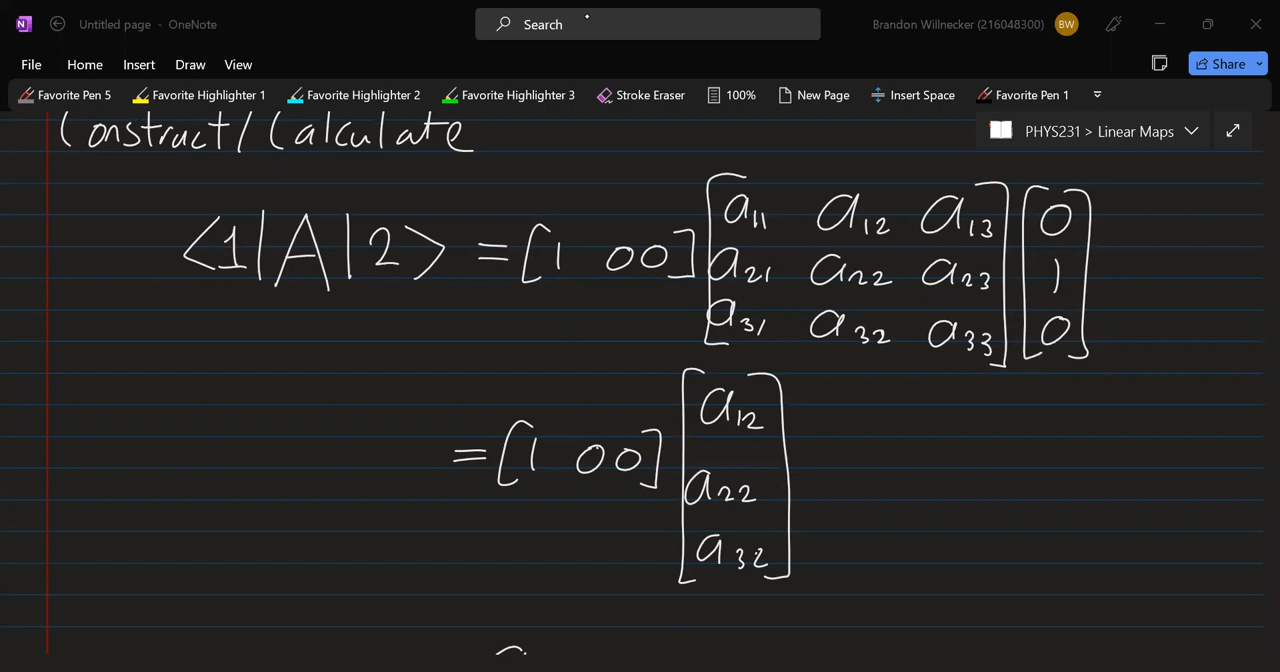 Untitled page - OneNote
Search
Brandon Willnecker (216048300) BW
File Home Insert Draw View
Share
Favorite Pen 5 Favorite Highlighter 1 Favorite Highlighter 2 Favorite Highlighter 3 Stroke Eraser 100% New Page Insert Space Favorite Pen 1
PHYS231 > Linear Maps
Construct/Calculate
<1|A|2> = [1 0 0] [a11 a12 a13
a21 a22 a23
a31 a32 a33] [0
1
0]
= [1 0 0] [a12
a22
a32]